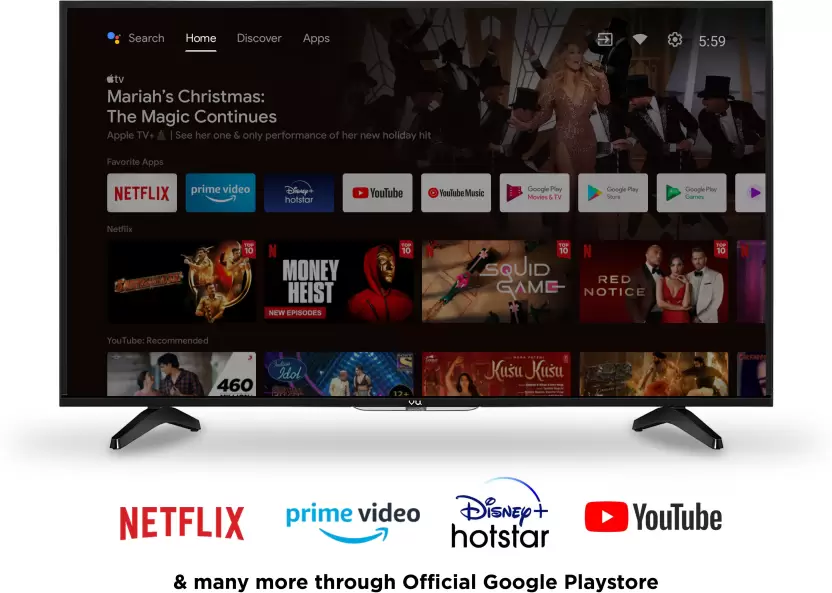 Search Home Discover Apps 5:59
tv
Mariah's Christmas:
The Magic Continues
Apple TV+ | See her one & only performance of her new holiday hit
Favorite Apps
NETFLIX prime video Disney+ hotstar YouTube YouTube Music Google Play Movies & TV Google Play Store Google Play Games
Netflix
TOP 10 TOP 10 TOP 10 TOP 10
MONEY HEIST SQUID GAME RED NOTICE
NEW EPISODES
YouTube: Recommended
460 Idol 12+ Kusu Kusu
VU
NETFLIX prime video Disney+ hotstar YouTube
& many more through Official Google Playstore